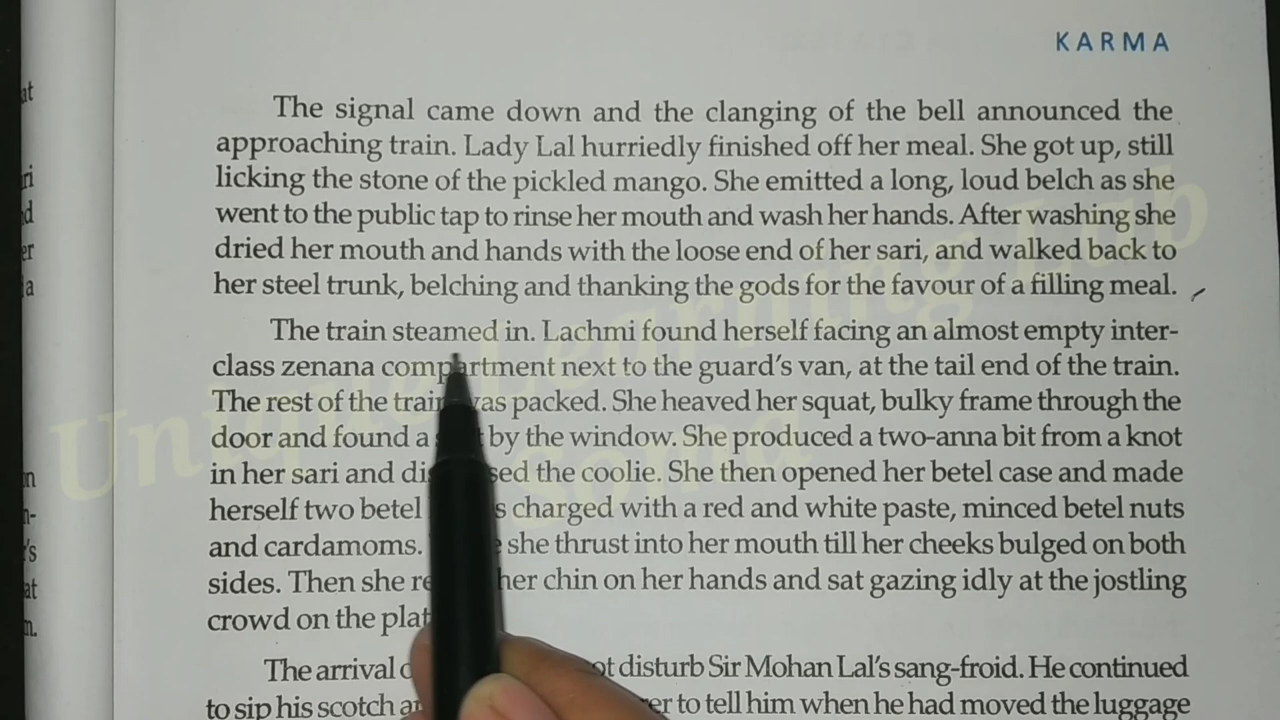 KARMA
The signal came down and the clanging of the bell announced the
approaching train. Lady Lal hurriedly finished off her meal. She got up, still
licking the stone of the pickled mango. She emitted a long, loud belch as she
went to the public tap to rinse her mouth and wash her hands. After washing she
dried her mouth and hands with the loose end of her sari, and walked back to
her steel trunk, belching and thanking the gods for the favour of a filling meal.
The train steamed in. Lachmi found herself facing an almost empty inter-
class zenana compartment next to the guard's van, at the tail end of the train.
The rest of the train was packed. She heaved her squat, bulky frame through the
door and found a by the window. She produced a two-anna bit from a knot
in her sari and the coolie. She then opened her betel case and made
herself two betel charged with a red and white paste, minced betel nuts
and cardamoms. she thrust into her mouth till her cheeks bulged on both
sides. Then she her chin on her hands and sat gazing idly at the jostling
crowd on the
The arrival disturb Sir Mohan Lal's sang-froid. He continued
to sip his scotch to tell him when he had moved the luggage
Unique Learning Lab